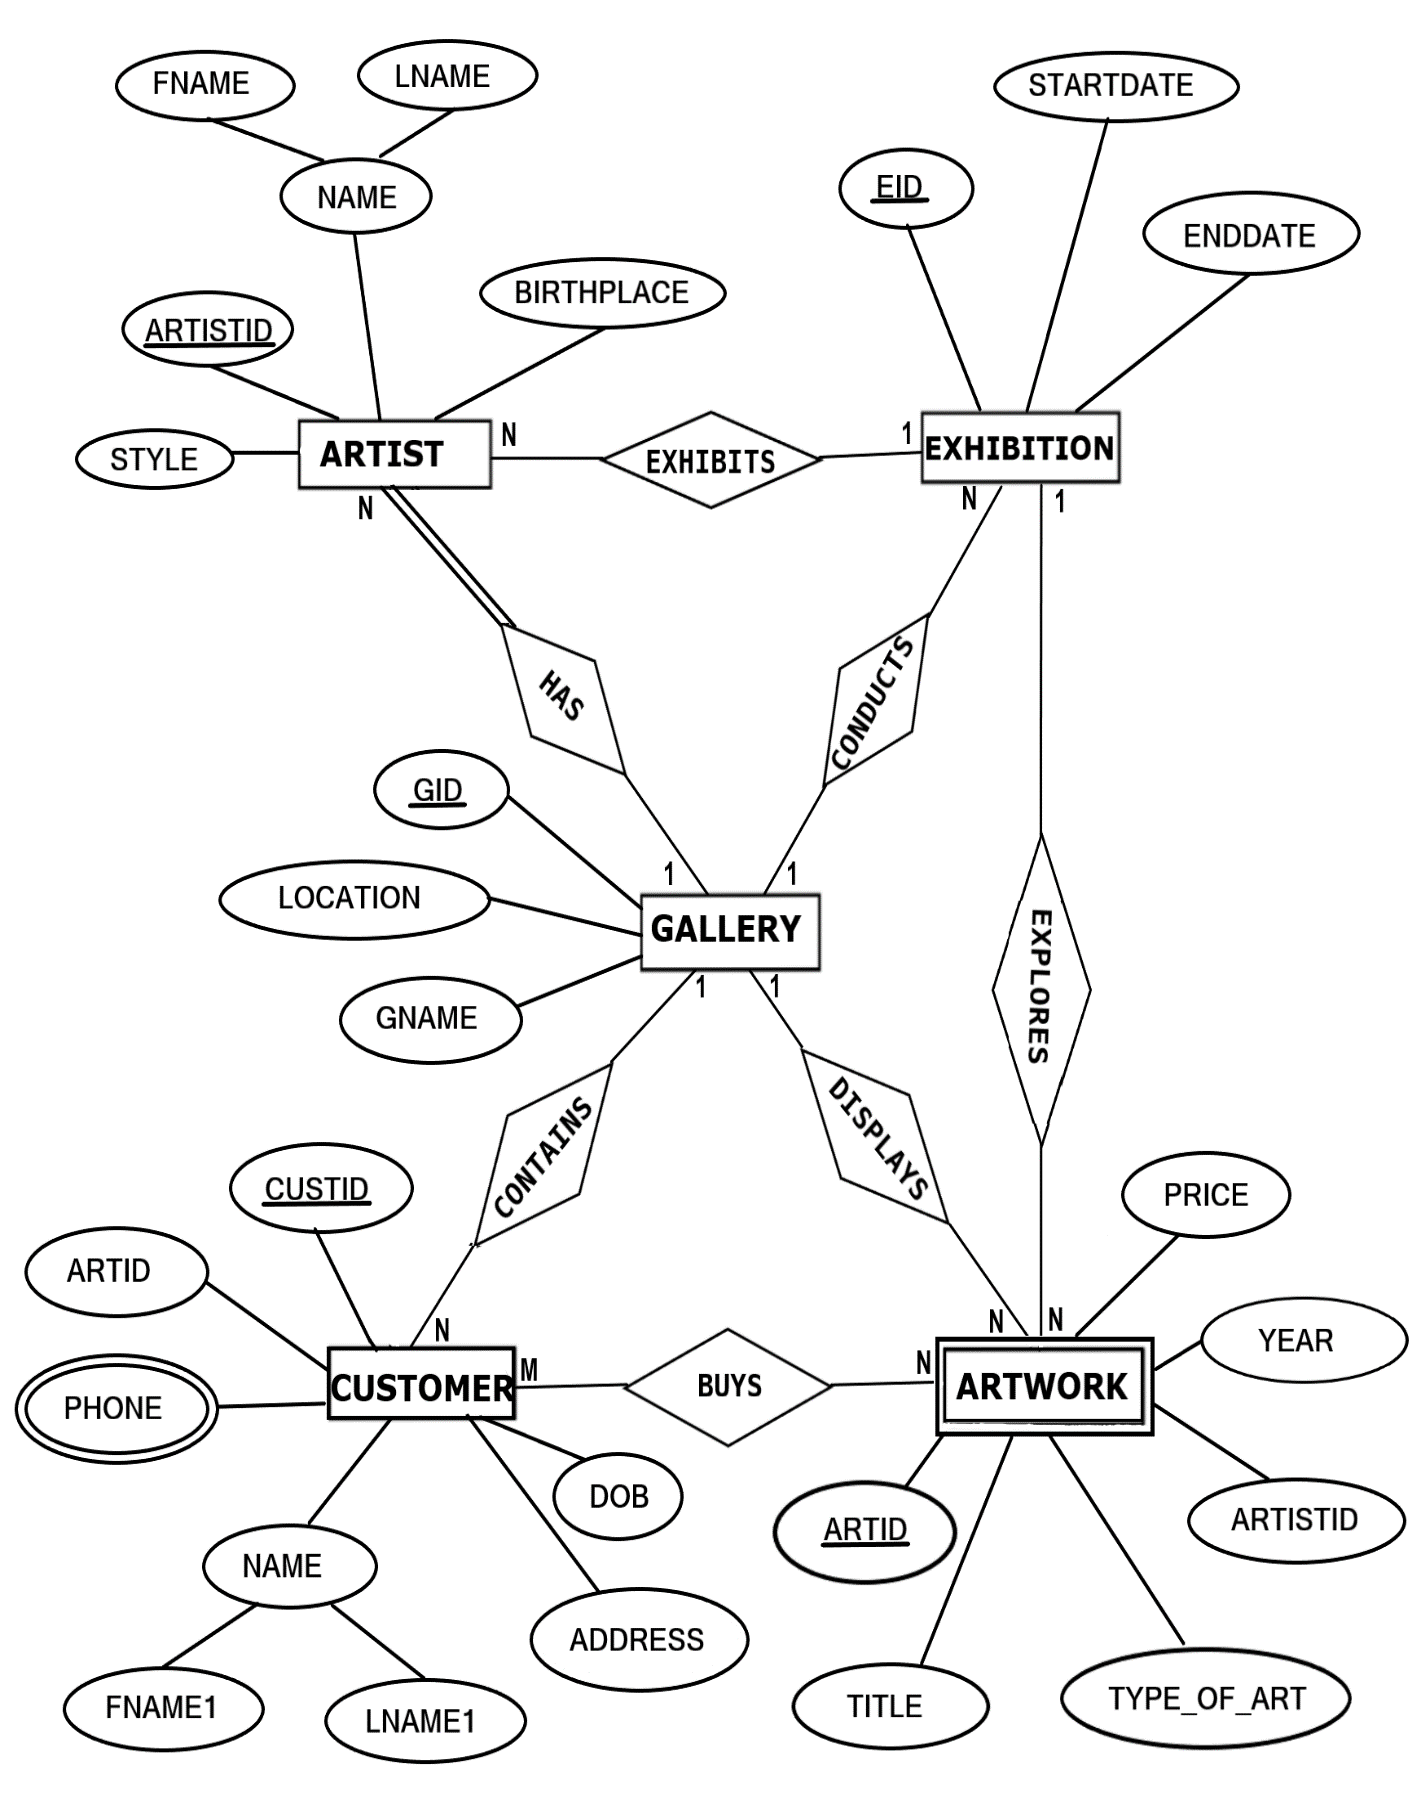 FNAME
LNAME
STARTDATE
EID
NAME
ENDDATE
BIRTHPLACE
ARTISTID
STYLE
ARTIST
N
EXHIBITS
1
EXHIBITION
N
N
1
HAS
CONDUCTS
GID
1
1
LOCATION
GALLERY
EXPLORES
GNAME
1
1
CONTAINS
DISPLAYS
CUSTID
PRICE
ARTID
N
N
N
YEAR
CUSTOMER
M
BUYS
N
ARTWORK
PHONE
DOB
ARTID
ARTISTID
NAME
ADDRESS
FNAME1
LNAME1
TITLE
TYPE_OF_ART